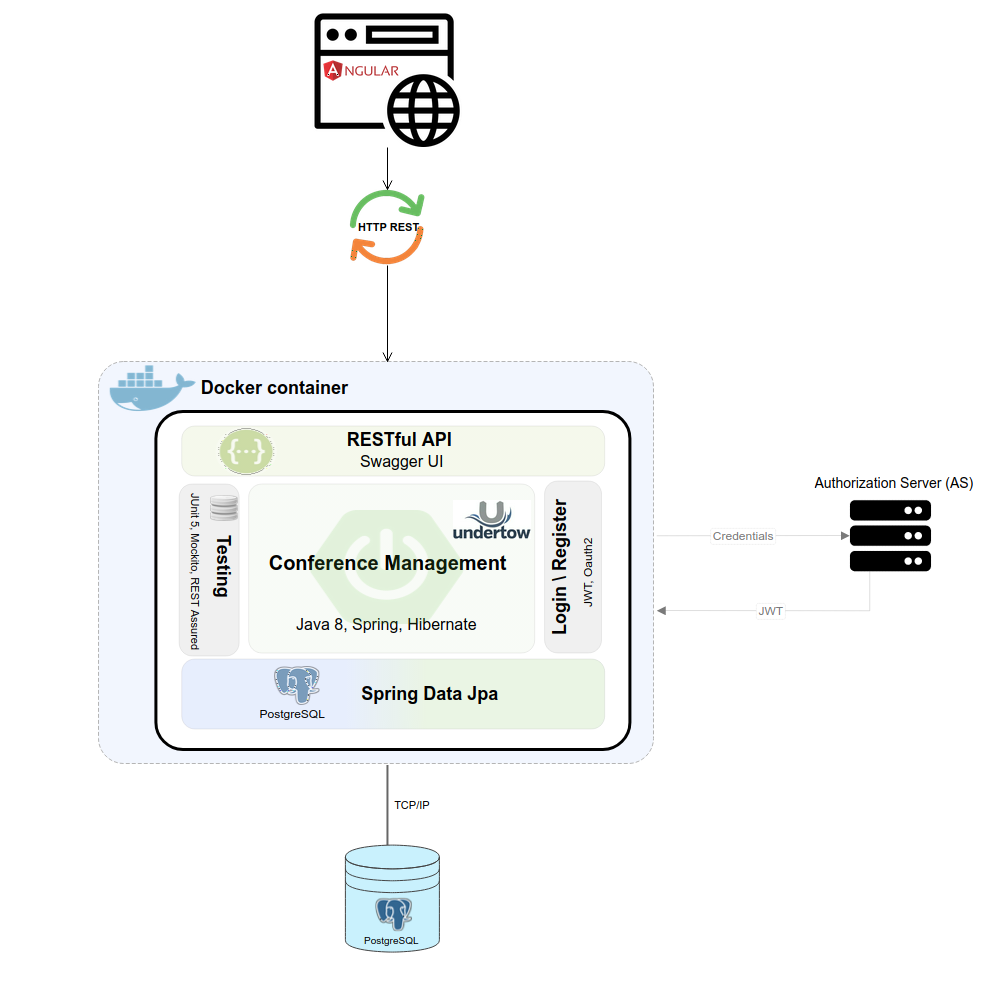 ANGULAR
HTTP REST
Docker container
RESTful API
Swagger UI
JUnit 5, Mockito, REST Assured
Testing
undertow
Conference Management
Java 8, Spring, Hibernate
Login \ Register
JWT, Oauth2
PostgreSQL
Spring Data Jpa
Authorization Server (AS)
Credentials
JWT
TCP/IP
PostgreSQL